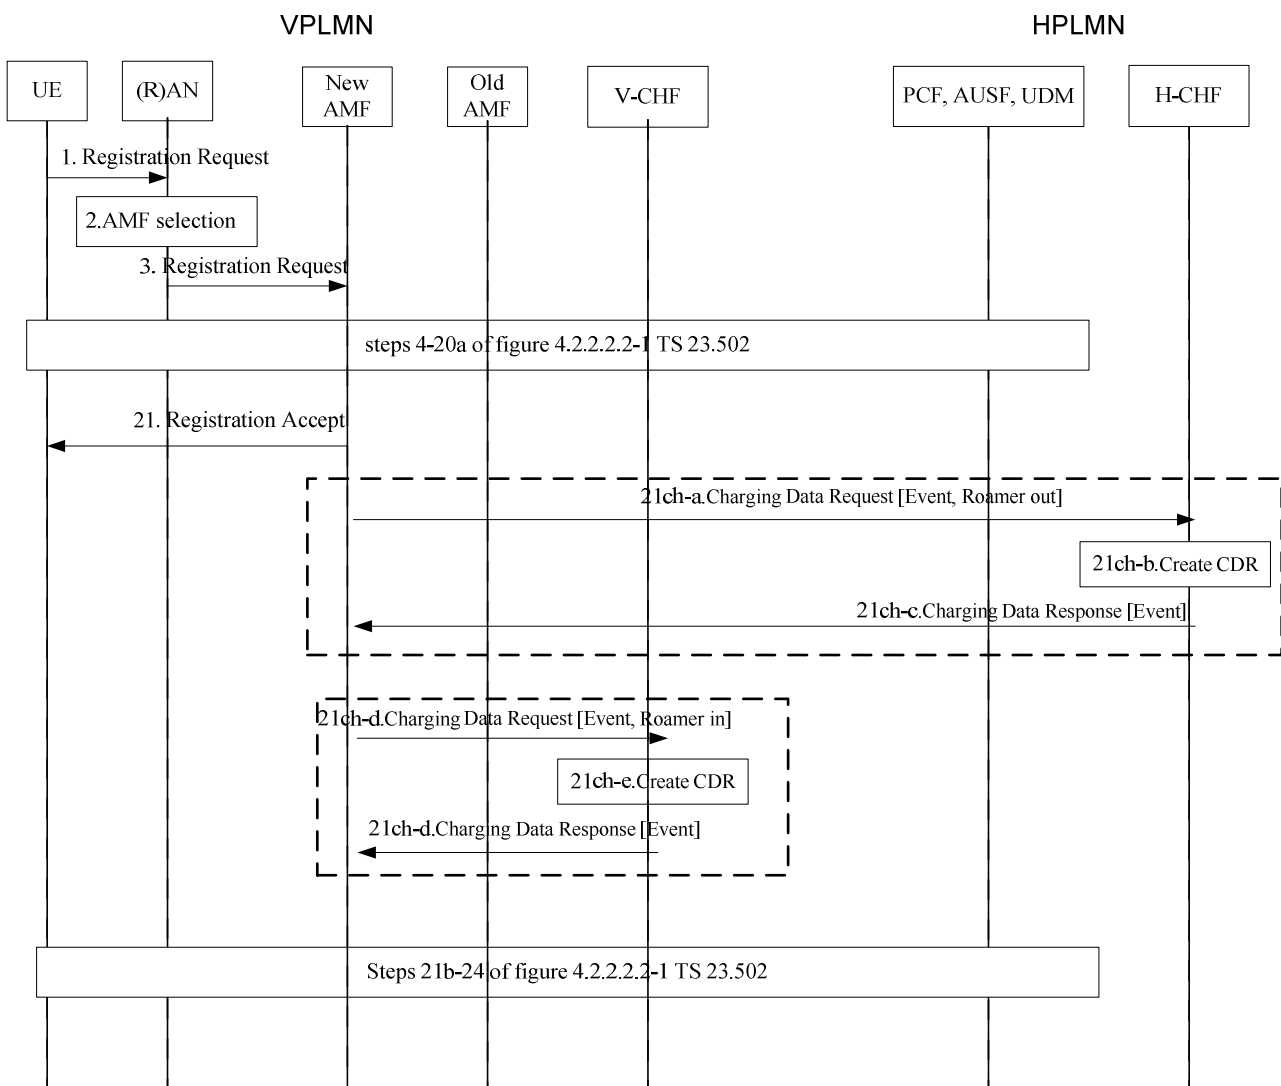 VPLMN
HPLMN
UE
(R)AN
New
AMF
Old
AMF
V-CHF
PCF, AUSF, UDM
H-CHF
1. Registration Request
2.AMF selection
3. Registration Request
steps 4-20a of figure 4.2.2.2.2-1 TS 23.502
21. Registration Accept
21ch-a.Charging Data Request [Event, Roamer out]
21ch-b.Create CDR
21ch-c.Charging Data Response [Event]
21ch-d.Charging Data Request [Event, Roamer in]
21ch-e.Create CDR
21ch-d.Charging Data Response [Event]
Steps 21b-24 of figure 4.2.2.2.2-1 TS 23.502